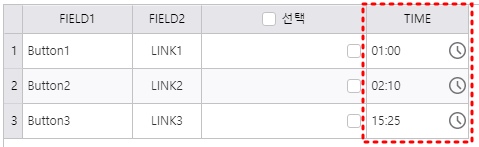 FIELD1 FIELD2 선택 TIME
1 Button1 LINK1 01:00
2 Button2 LINK2 02:10
3 Button3 LINK3 15:25